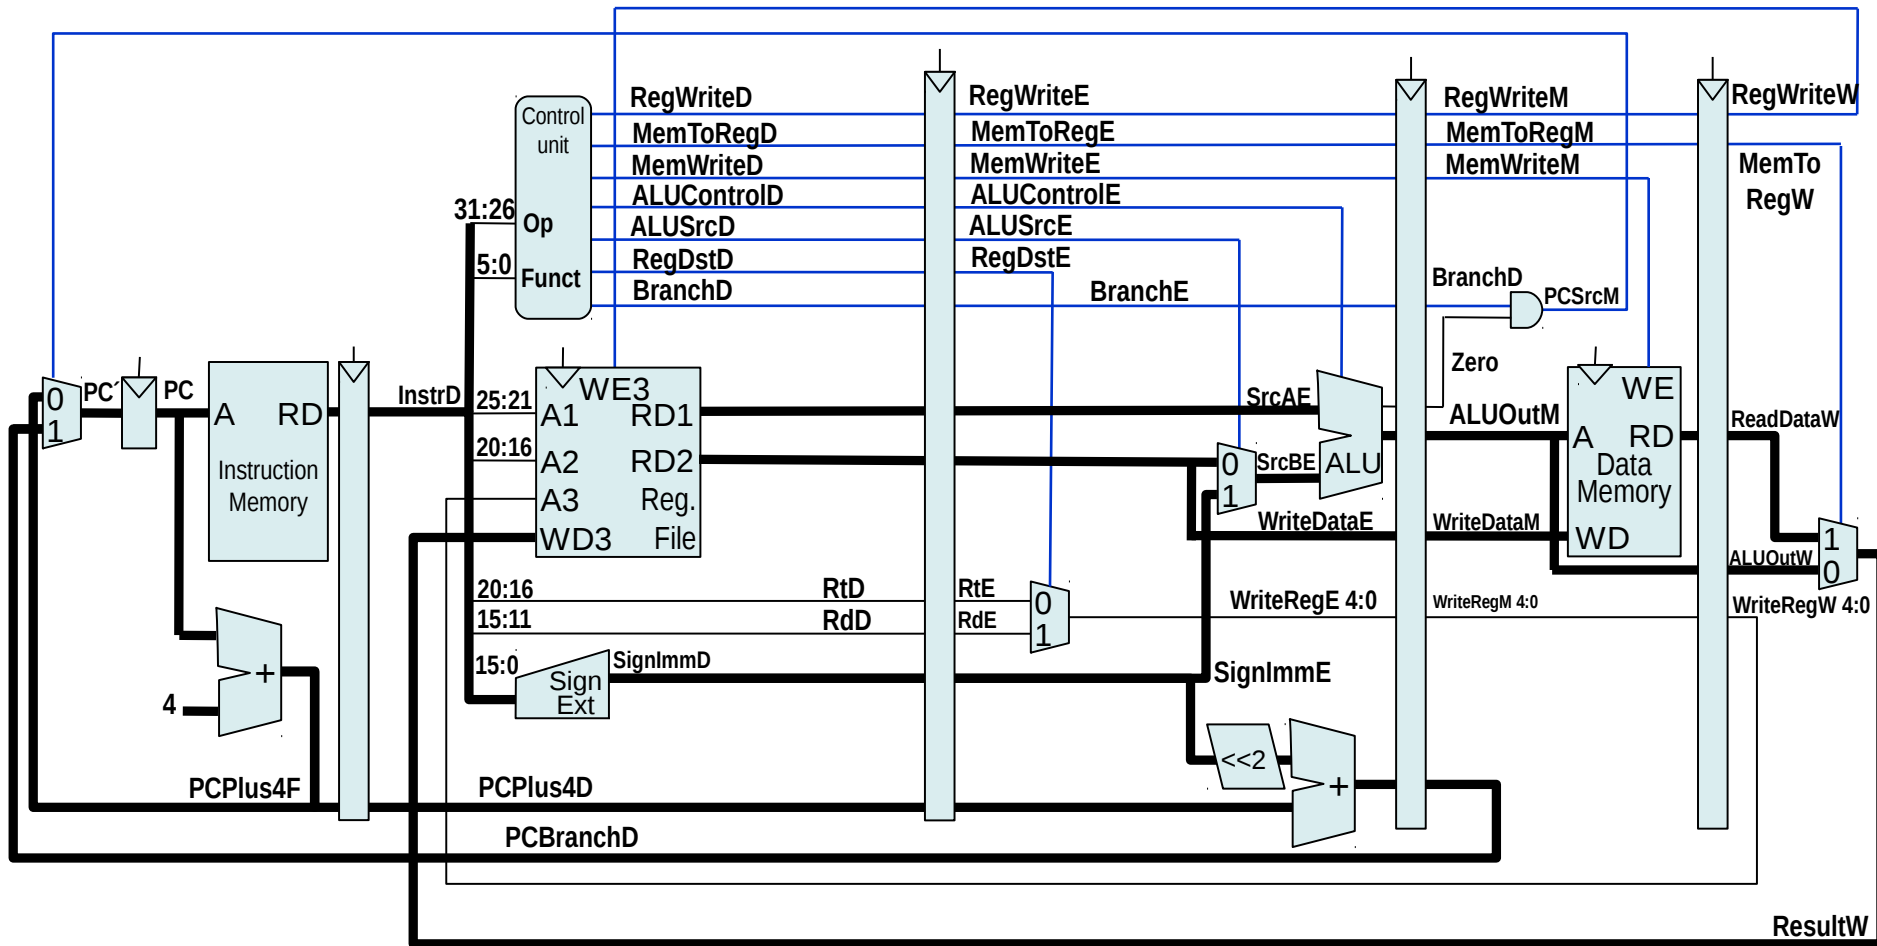 RegWriteD
RegWriteE
RegWriteM
RegWriteW
Control
unit
MemToRegD
MemToRegE
MemToRegM
MemWriteD
MemWriteE
MemWriteM
MemTo
RegW
ALUControlD
ALUControlE
31:26
Op
ALUSrcD
ALUSrcE
5:0
Funct
RegDstD
RegDstE
BranchD
BranchE
BranchD
PCSrcM
Zero
0
1
PC´
PC
A
RD
Instruction
Memory
InstrD
25:21
20:16
WE3
A1
RD1
A2
RD2
A3
Reg.
WD3
File
SrcAE
0
1
SrcBE
ALU
ALUOutM
WE
A
RD
Data
Memory
WD
ReadDataW
WriteDataE
WriteDataM
1
0
ALUOutW
20:16
RtD
RtE
15:11
RdD
RdE
0
1
WriteRegE 4:0
WriteRegM 4:0
WriteRegW 4:0
15:0
Sign
Ext
SignImmD
SignImmE
+
4
<<2
+
PCPlus4F
PCPlus4D
PCBranchD
ResultW